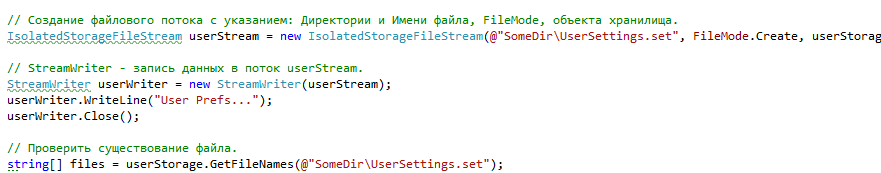 // Создание файлового потока с указанием: Директории и Имени файла, FileMode, объекта хранилища.
IsolatedStorageFileStream userStream = new IsolatedStorageFileStream(@"SomeDir\UserSettings.set", FileMode.Create, userStorag
// StreamWriter - запись данных в поток userStream.
StreamWriter userWriter = new StreamWriter(userStream);
userWriter.WriteLine("User Prefs...");
userWriter.Close();
// Проверить существование файла.
string[] files = userStorage.GetFileNames(@"SomeDir\UserSettings.set");